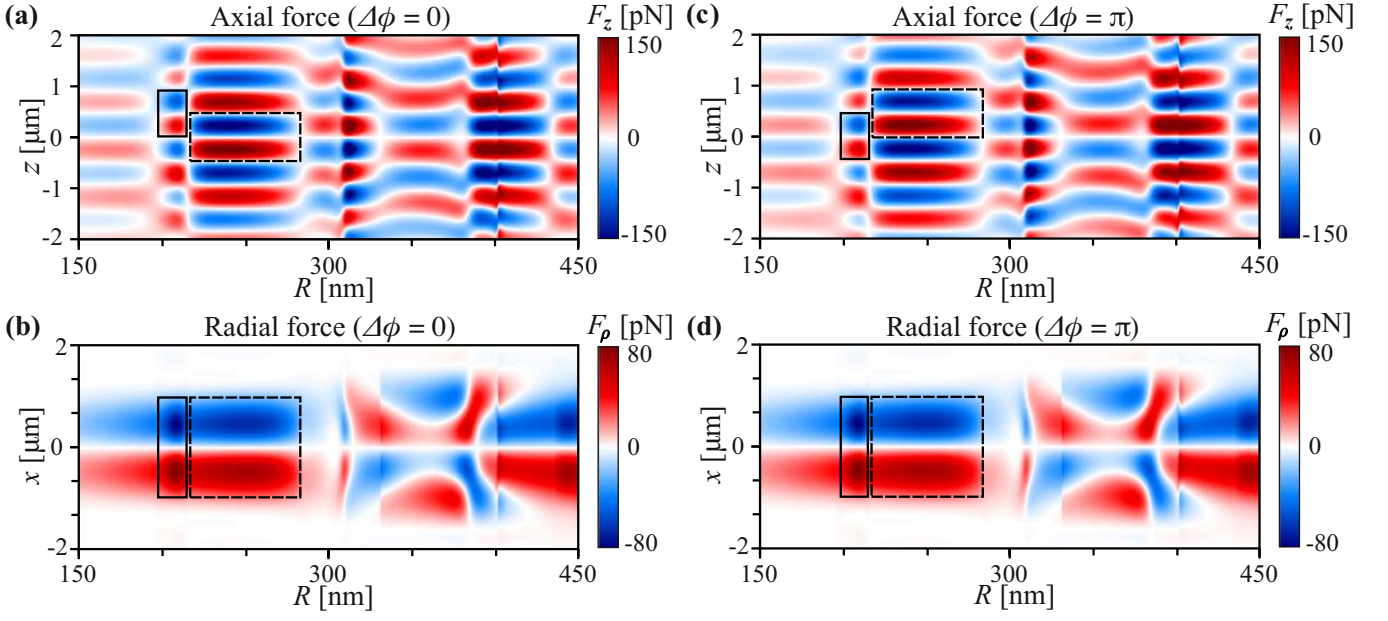 (a) Axial force (Δϕ = 0) F_z [pN]
2
1
0
-1
-2
z [μm]
150 300 450
R [nm]
150
0
-150
(c) Axial force (Δϕ = π) F_z [pN]
2
1
0
-1
-2
z [μm]
150 300 450
R [nm]
150
0
-150
(b) Radial force (Δϕ = 0) F_ρ [pN]
2
0
-2
x [μm]
150 300 450
R [nm]
80
0
-80
(d) Radial force (Δϕ = π) F_ρ [pN]
2
0
-2
x [μm]
150 300 450
R [nm]
80
0
-80